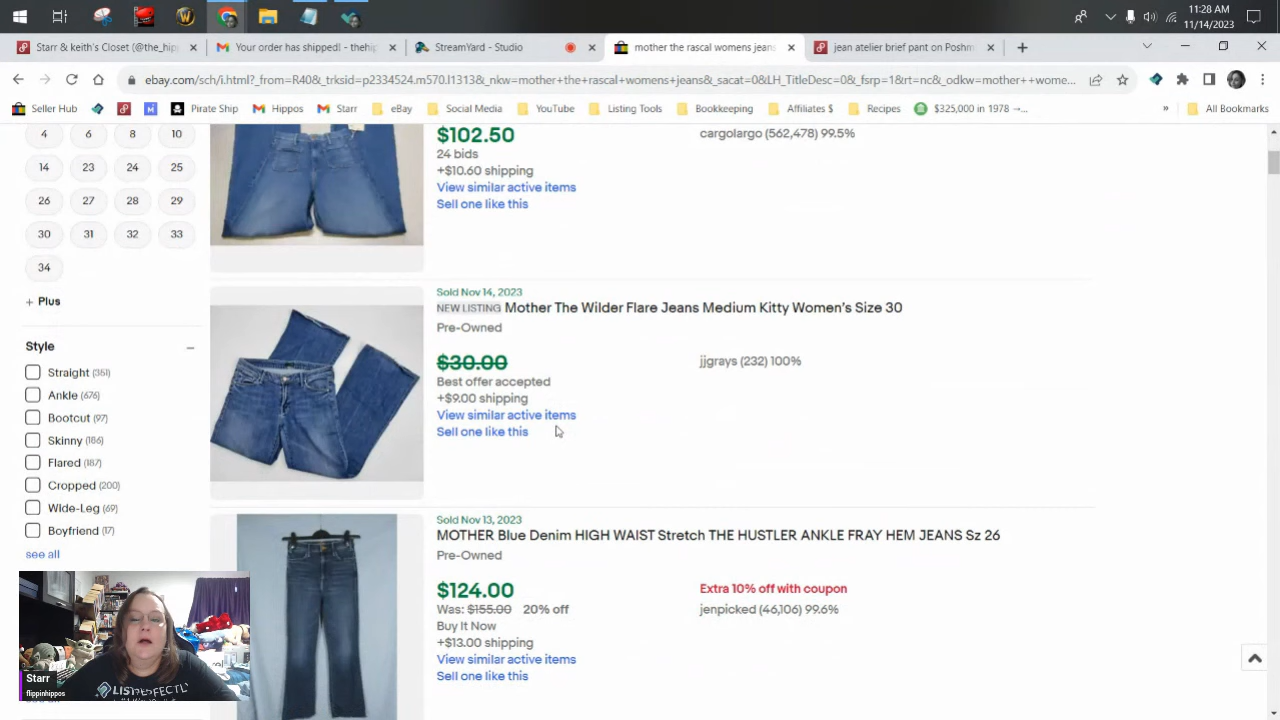 11:28 AM
11/14/2023
Starr & keith's Closet (@the_hip
Your order has shipped! - thehip
StreamYard - Studio
mother the rascal womens jeans
jean atelier brief pant on Poshm
ebay.com/sch/i.html?_from=R40&_trksid=p2334524.m570.l1313&_nkw=mother+the+rascal+womens+jeans&_sacat=0&LH_TitleDesc=0&_fsrp=1&rt=nc&_odkw=mother++wome...
Seller Hub
Pirate Ship
Hippos
Starr
eBay
Social Media
YouTube
Listing Tools
Bookkeeping
Affiliates $
Recipes
$325,000 in 1978 →...
»
All Bookmarks
4 6 8 10
14 23 24 25
26 27 28 29
30 31 32 33
34
+ Plus
Style
Straight (351)
Ankle (676)
Bootcut (97)
Skinny (186)
Flared (187)
Cropped (200)
Wide-Leg (69)
Boyfriend (17)
see all
$102.50
24 bids
+$10.60 shipping
View similar active items
Sell one like this
cargolargo (562,478) 99.5%
Sold Nov 14, 2023
NEW LISTING Mother The Wilder Flare Jeans Medium Kitty Women's Size 30
Pre-Owned
$30.00
Best offer accepted
+$9.00 shipping
View similar active items
Sell one like this
jjgrays (232) 100%
Sold Nov 13, 2023
MOTHER Blue Denim HIGH WAIST Stretch THE HUSTLER ANKLE FRAY HEM JEANS Sz 26
Pre-Owned
$124.00
Was: $155.00 20% off
Buy It Now
+$13.00 shipping
View similar active items
Sell one like this
Extra 10% off with coupon
jenpicked (46,106) 99.6%
Starr
flippinhippos